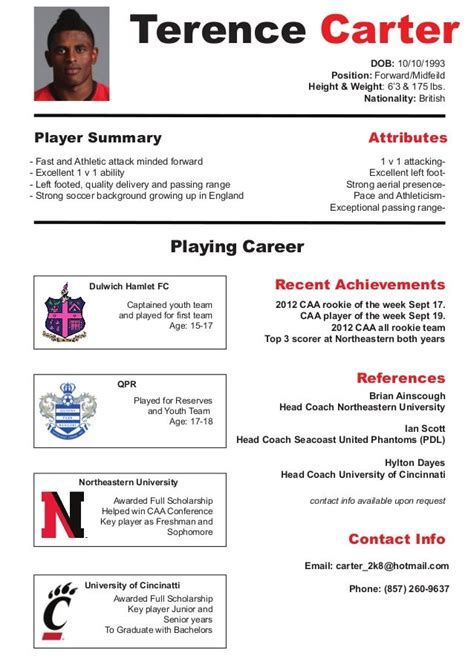 Terence Carter
DOB: 10/10/1993
Position: Forward/Midfeild
Height & Weight: 6'3 & 175 lbs.
Nationality: British
Player Summary
- Fast and Athletic attack minded forward
- Excellent 1 v 1 ability
- Left footed, quality delivery and passing range
- Strong soccer background growing up in England
Attributes
1 v 1 attacking-
Excellent left foot-
Strong aerial presence-
Pace and Athleticism-
Exceptional passing range-
Playing Career
Dulwich Hamlet FC
Captained youth team
and played for first team
Age: 15-17
QPR
Played for Reserves
and Youth Team
Age: 17-18
Northeastern University
N
Awarded Full Scholarship
Helped win CAA Conference
Key player as Freshman and
Sophomore
University of Cincinatti
C
Awarded Full Scholarship
Key player Junior and
Senior years
To Graduate with Bachelors
Recent Achievements
2012 CAA rookie of the week Sept 17.
CAA player of the week Sept 19.
2012 CAA all rookie team
Top 3 scorer at Northeastern both years
References
Brian Ainscough
Head Coach Northeastern University
Ian Scott
Head Coach Seacoast United Phantoms (PDL)
Hylton Dayes
Head Coach University of Cincinnati
contact info available upon request
Contact Info
Email: carter_2k8@hotmail.com
Phone: (857) 260-9637